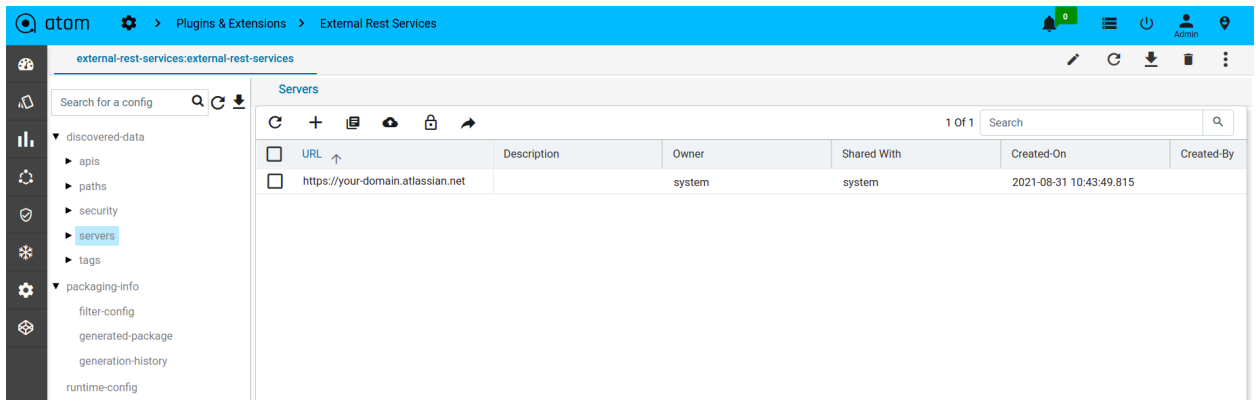 atom > Plugins & Extensions > External Rest Services 0 Admin
external-rest-services:external-rest-services
Search for a config
Servers
1 Of 1 Search
URL Description Owner Shared With Created-On Created-By
https://your-domain.atlassian.net system system 2021-08-31 10:43:49.815
discovered-data
apis
paths
security
servers
tags
packaging-info
filter-config
generated-package
generation-history
runtime-config